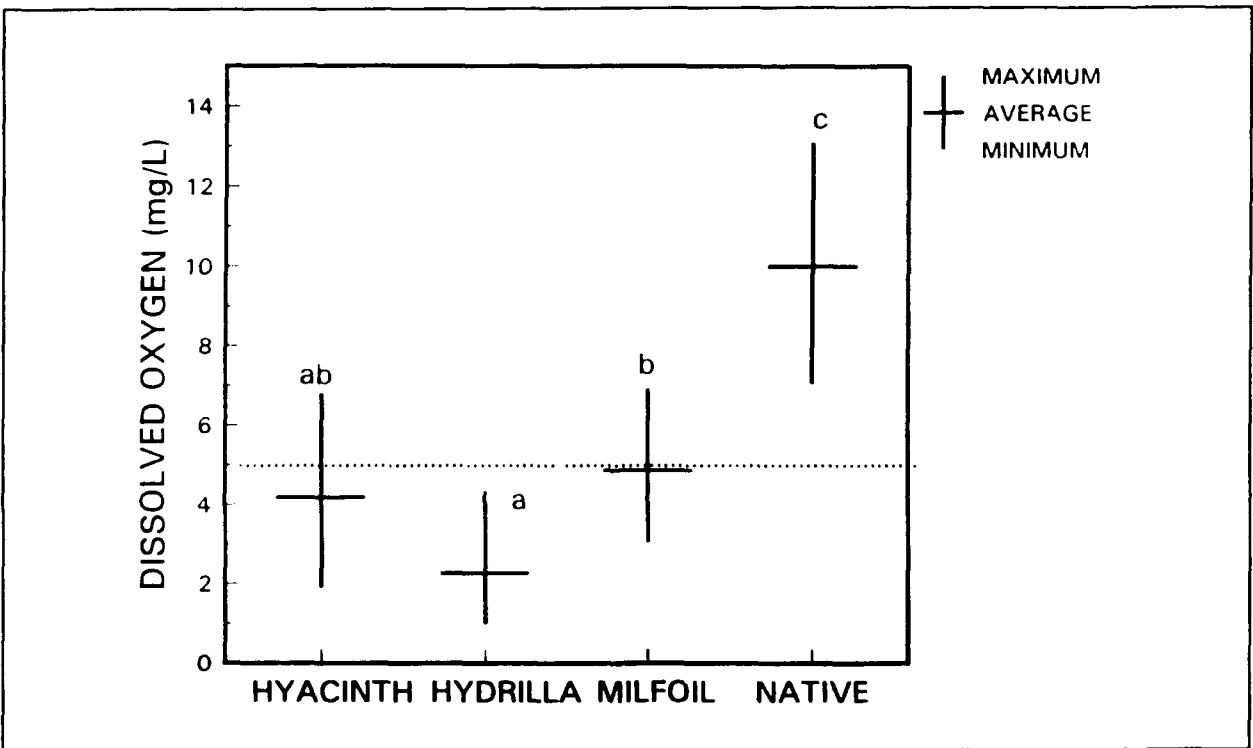 MAXIMUM
AVERAGE
MINIMUM
DISSOLVED OXYGEN (mg/L)
14
12
10
8
6
4
2
0
ab
a
b
c
HYACINTH HYDRILLA MILFOIL NATIVE